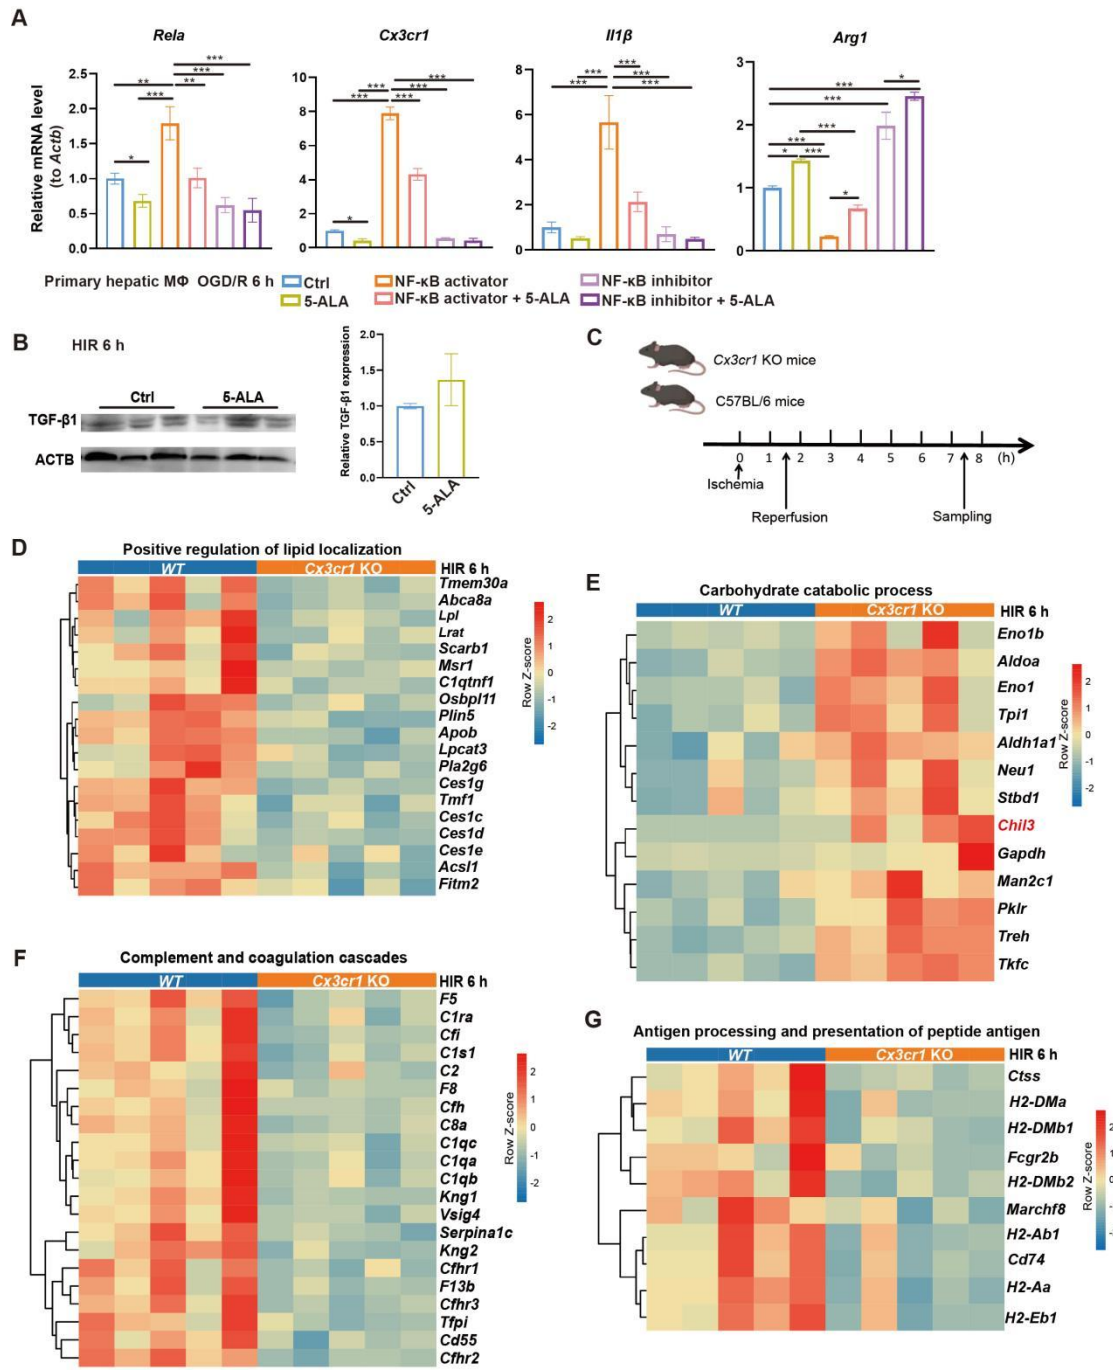 A
Rela
Cx3cr1
Il1β
Arg1
Relative mRNA level
(to Actb)
2.5
2.0
1.5
1.0
0.5
0.0
** *** *** ** *** *
10
8
6
4
2
0
*** *** *** *** *** *
8
6
4
2
0
*** *** *** *** *** ***
3
2
1
0
*** *** * *** *** * *** *
Primary hepatic MΦ OGD/R 6 h
Ctrl
5-ALA
NF-κB activator
NF-κB activator + 5-ALA
NF-κB inhibitor
NF-κB inhibitor + 5-ALA
B
HIR 6 h
Ctrl
5-ALA
TGF-β1
ACTB
Relative TGF-β1 expression
2.0
1.5
1.0
0.5
0.0
Ctrl
5-ALA
C
Cx3cr1 KO mice
C57BL/6 mice
0 1 2 3 4 5 6 7 8 (h)
Ischemia
Reperfusion
Sampling
D
Positive regulation of lipid localization
WT
Cx3cr1 KO
HIR 6 h
Tmem30a
Abca8a
Lpl
Lrat
Scarb1
Msr1
C1qtnf1
Osbpl11
Plin5
Apob
Lpcat3
Pla2g6
Ces1g
Tmf1
Ces1c
Ces1d
Ces1e
Acsl1
Fitm2
2
1
0
-1
-2
Row Z-score
E
Carbohydrate catabolic process
WT
Cx3cr1 KO
HIR 6 h
Eno1b
Aldoa
Eno1
Tpi1
Aldh1a1
Neu1
Stbd1
Chil3
Gapdh
Man2c1
Pklr
Treh
Tkfc
2
1
0
-1
-2
Row Z-score
F
Complement and coagulation cascades
WT
Cx3cr1 KO
HIR 6 h
F5
C1ra
Cfi
C1s1
C2
F8
Cfh
C8a
C1qc
C1qa
C1qb
Kng1
Vsig4
Serpina1c
Kng2
Cfhr1
F13b
Cfhr3
Tfpi
Cd55
Cfhr2
2
1
0
-1
-2
Row Z-score
G
Antigen processing and presentation of peptide antigen
WT
Cx3cr1 KO
HIR 6 h
Ctss
H2-DMa
H2-DMb1
Fcgr2b
H2-DMb2
Marchf8
H2-Ab1
Cd74
H2-Aa
H2-Eb1
2
1
0
-1
Row Z-score